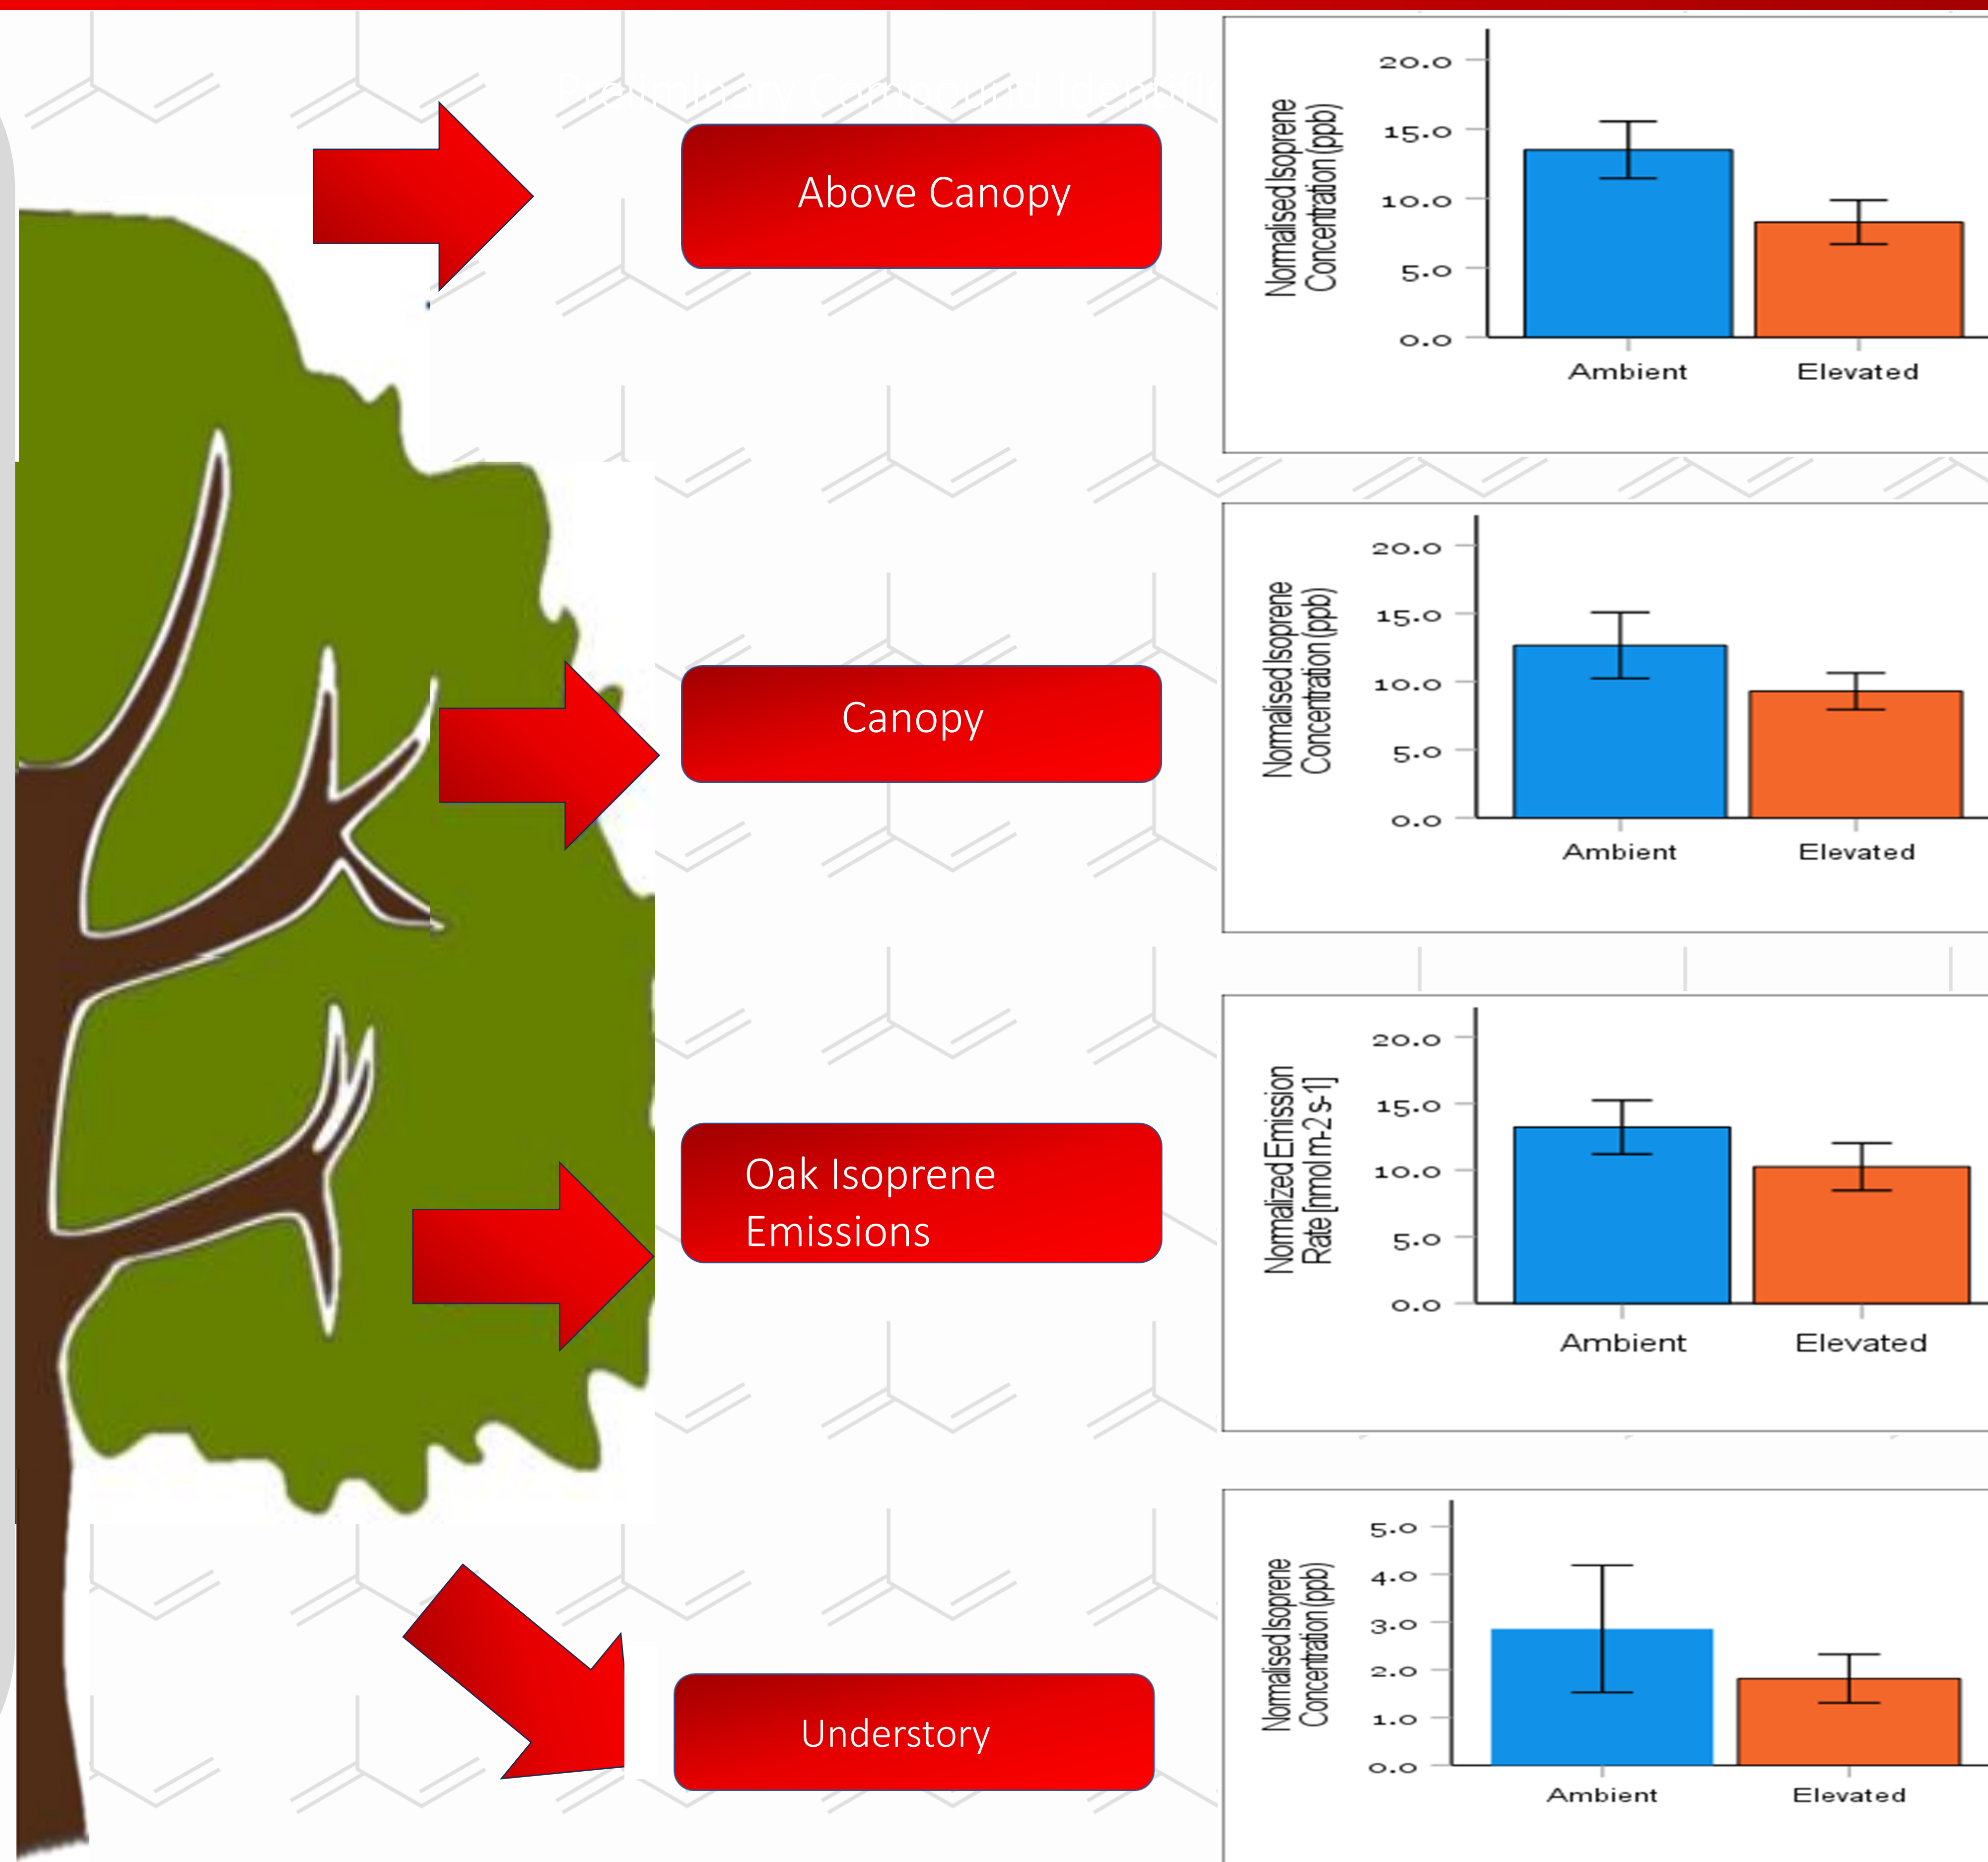 Preliminary Compound Identific
Above Canopy
Normalised Isoprene
Concentration (ppb)
20.0
15.0
10.0
5.0
0.0
Ambient Elevated
Canopy
Normalised Isoprene
Concentration (ppb)
20.0
15.0
10.0
5.0
0.0
Ambient Elevated
Oak Isoprene
Emissions
Normalized Emission
Rate [nmol m-2 s-1]
20.0
15.0
10.0
5.0
0.0
Ambient Elevated
Understory
Normalised Isoprene
Concentration (ppb)
5.0
4.0
3.0
2.0
1.0
0.0
Ambient Elevated